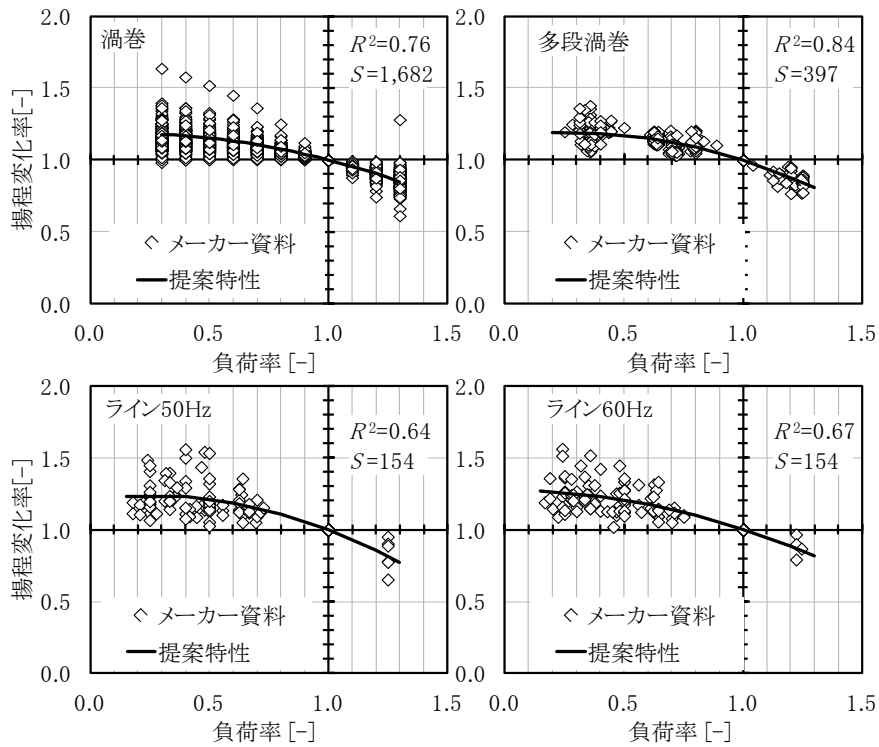 渦巻
R²=0.76
S=1,682
2.0
1.5
1.0
0.5
0.0
揚程変化率[-]
◇ メーカー資料
提案特性
0.0 0.5 1.0 1.5
負荷率 [-]
多段渦巻
R²=0.84
S=397
2.0
1.5
1.0
0.5
0.0
◇ メーカー資料
提案特性
0.0 0.5 1.0 1.5
負荷率 [-]
ライン50Hz
R²=0.64
S=154
2.0
1.5
1.0
0.5
0.0
揚程変化率[-]
◇ メーカー資料
提案特性
0.0 0.5 1.0 1.5
負荷率 [-]
ライン60Hz
R²=0.67
S=154
2.0
1.5
1.0
0.5
0.0
◇ メーカー資料
提案特性
0.0 0.5 1.0 1.5
負荷率 [-]